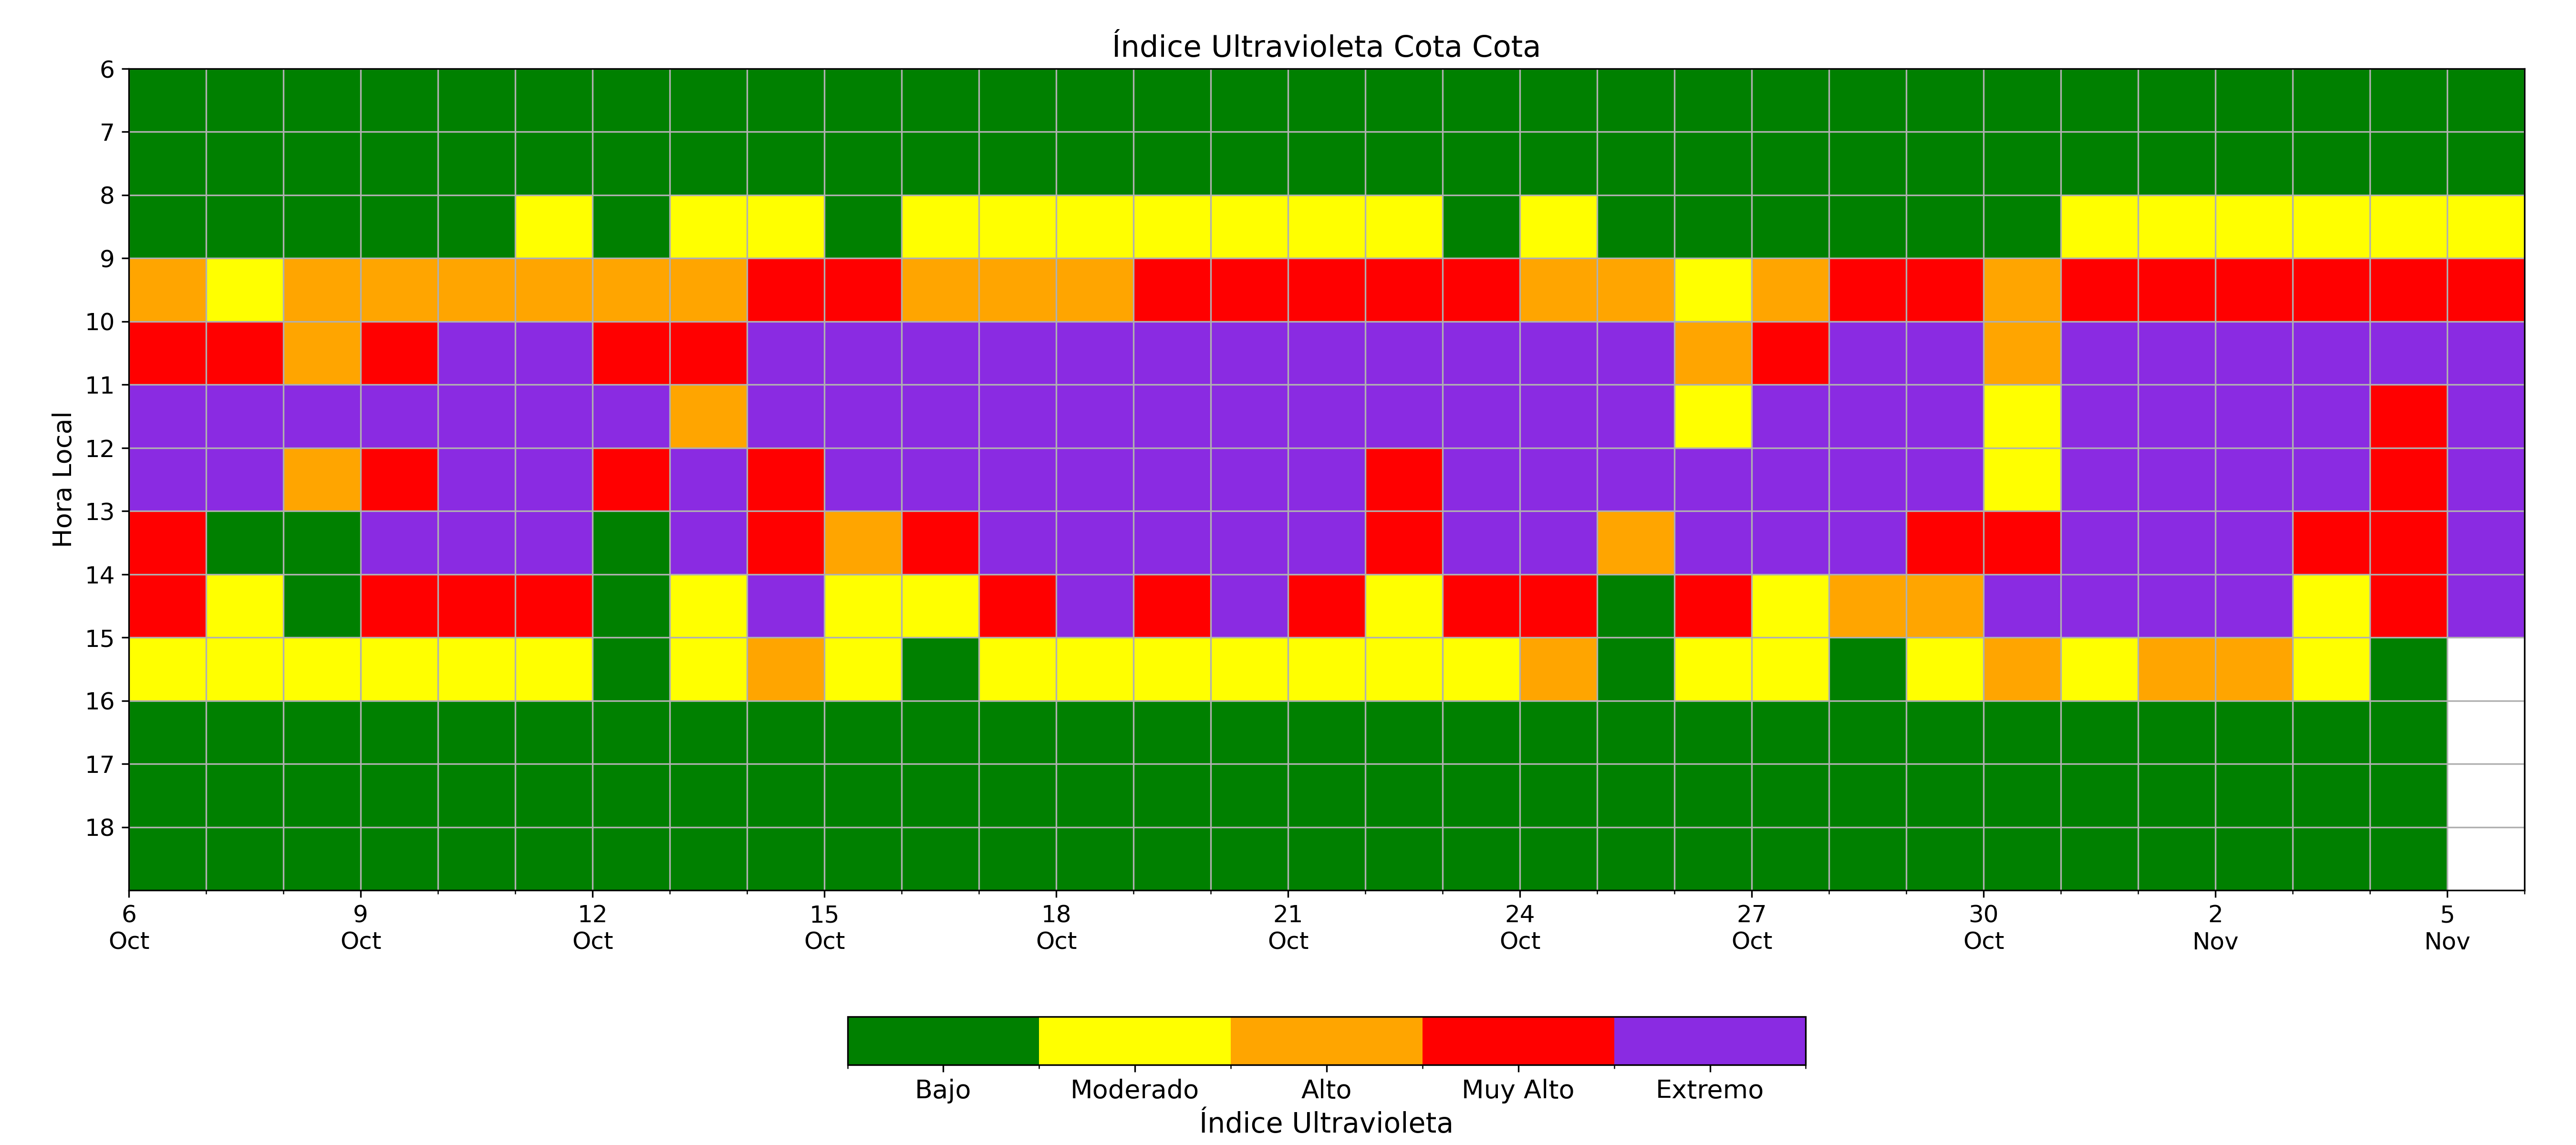 Índice Ultravioleta Cota Cota
6
7
8
9
10
11
12
13
14
15
16
17
18
Hora Local
6 9 12 15 18 21 24 27 30 2 5
Oct Oct Oct Oct Oct Oct Oct Oct Oct Nov Nov
Bajo Moderado Alto Muy Alto Extremo
Índice Ultravioleta